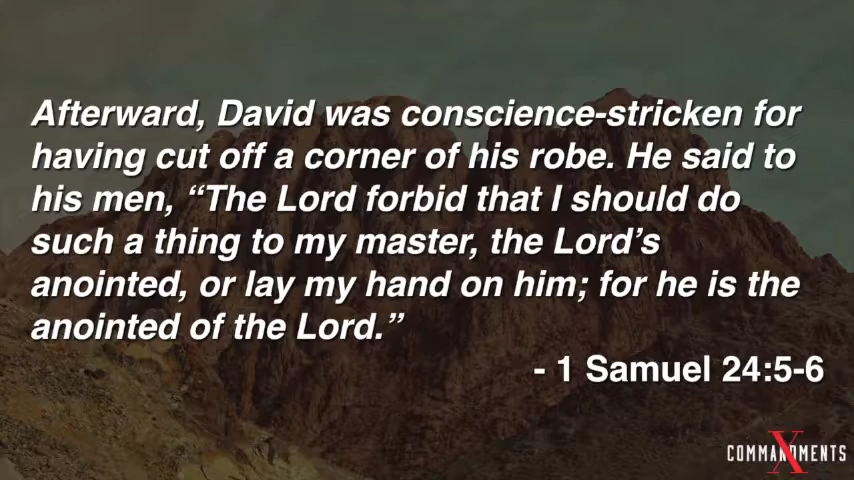 Afterward, David was conscience-stricken for
having cut off a corner of his robe. He said to
his men, “The Lord forbid that I should do
such a thing to my master, the Lord’s
anointed, or lay my hand on him; for he is the
anointed of the Lord.”
- 1 Samuel 24:5-6
X
COMMANDMENTS